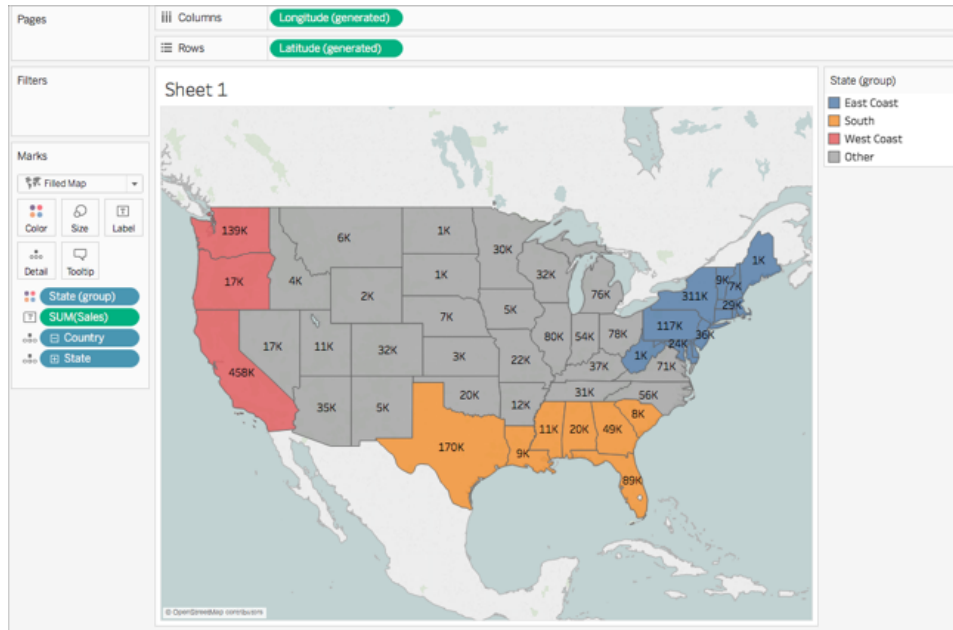 Pages
Columns
Longitude (generated)
Rows
Latitude (generated)
Filters
Sheet 1
State (group)
East Coast
South
West Coast
Other
Marks
Filled Map
Color
Size
Label
Detail
Tooltip
State (group)
SUM(Sales)
Country
State
139K
6K
1K
30K
1K
17K
4K
1K
32K
76K
311K
9K
7K
29K
2K
7K
5K
117K
36K
24K
17K
11K
32K
80K
54K
78K
1K
71K
458K
3K
22K
37K
35K
5K
20K
12K
31K
56K
8K
170K
9K
11K
20K
49K
89K
© OpenStreetMap contributors